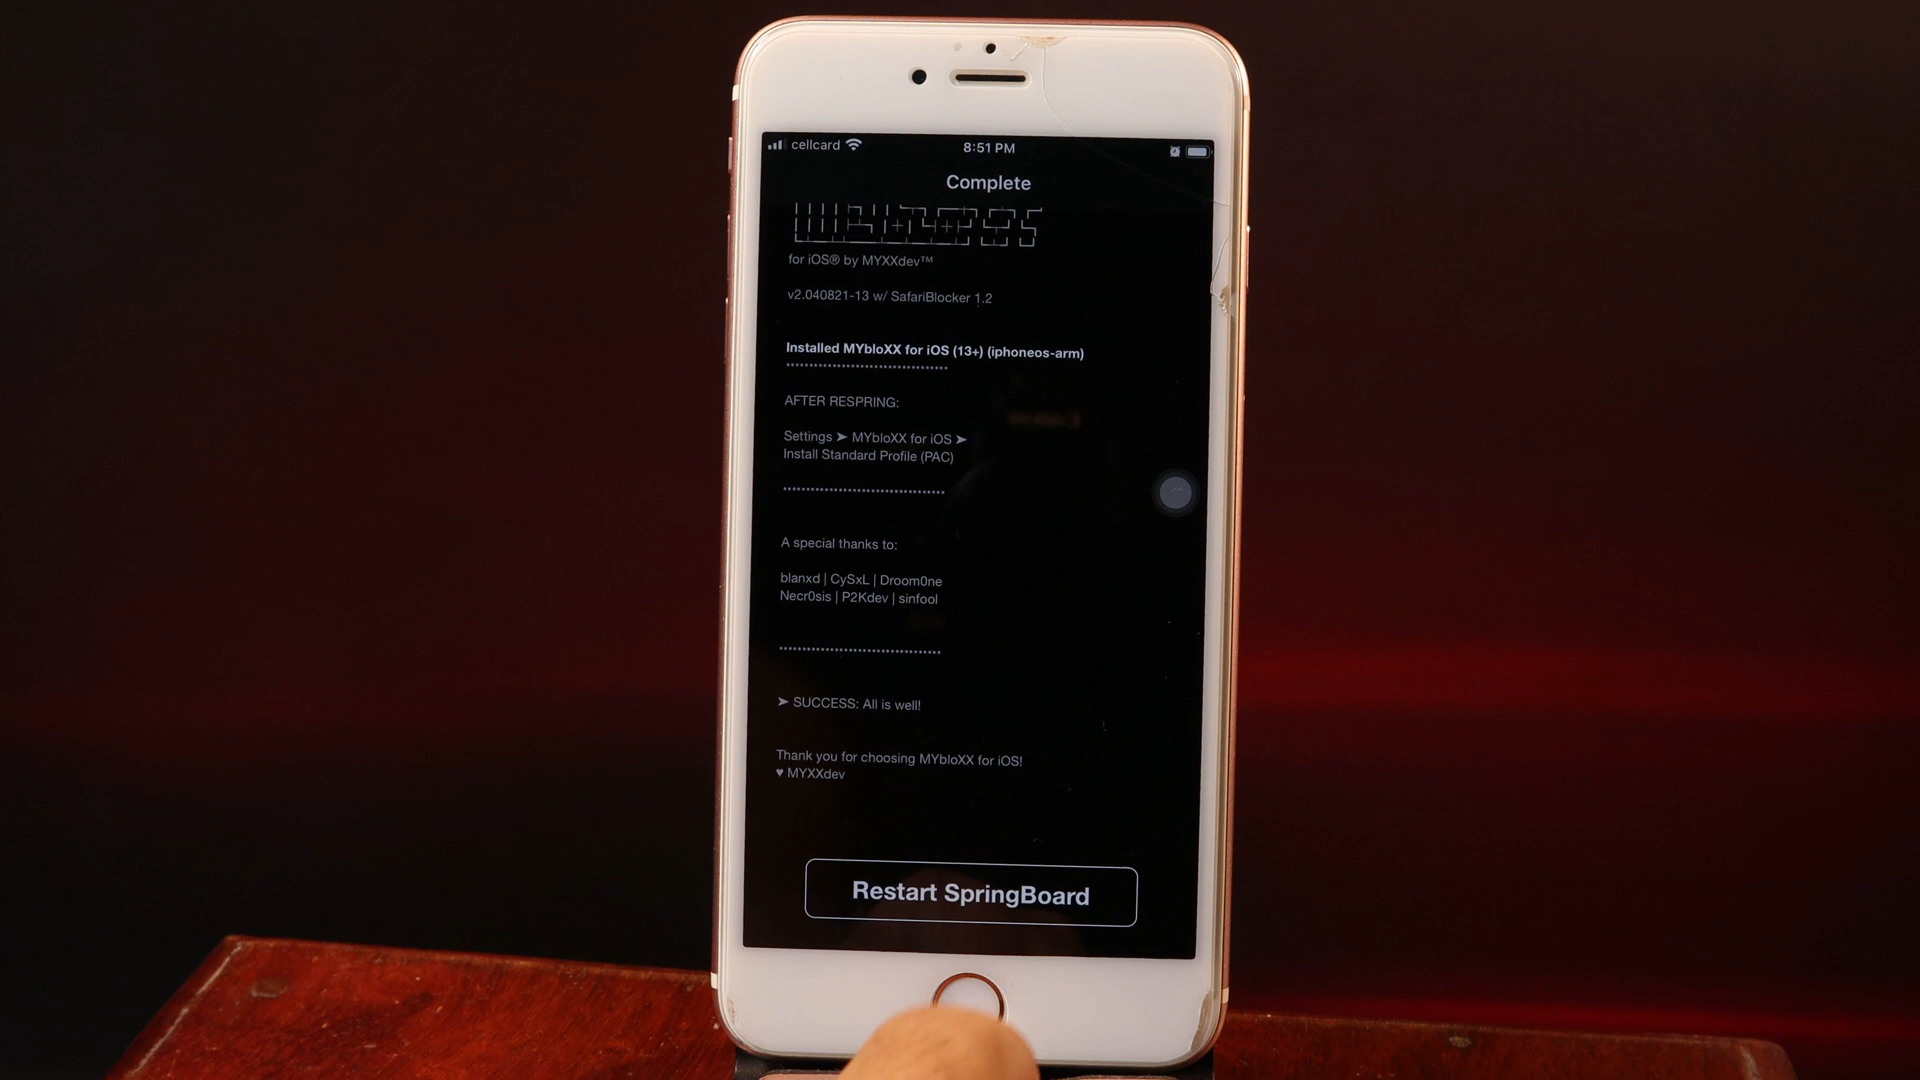 cellcard
8:51 PM
Complete
for iOS® by MYXXdev™
v2.040821-13 w/ SafariBlocker 1.2
Installed MYbloXX for iOS (13+) (iphoneos-arm)
AFTER RESPRING:
Settings ➤ MYbloXX for iOS ➤
Install Standard Profile (PAC)
A special thanks to:
blanxd | CySxL | Droom0ne
Necr0sis | P2Kdev | sinfool
➤ SUCCESS: All is well!
Thank you for choosing MYbloXX for iOS!
♥ MYXXdev
Restart SpringBoard